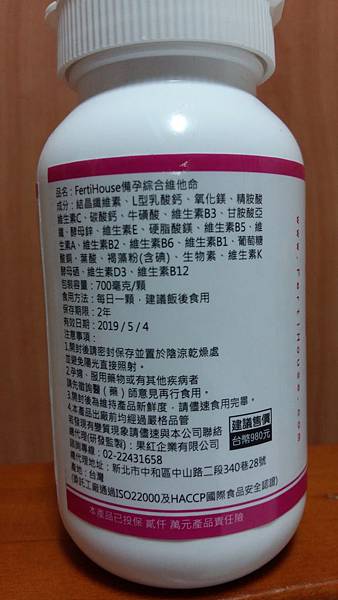 品名:FertiHouse備孕綜合維他命
成分:結晶纖維素、L型乳酸鈣、氧化鎂、精胺酸
維生素C、碳酸鈣、牛磺酸、維生素B3、甘胺酸亞
鐵、酵母鋅、維生素E、硬脂酸鎂、維生素B5、維
生素A、維生素B2、維生素B6、維生素B1、葡萄糖
酸銅、葉酸、褐藻粉(含碘)、生物素、維生素K
酵母硒、維生素D3、維生素B12
包裝容量:700毫克/顆
食用方法:每日一顆,建議飯後食用
保存期限:2年
有效日期:2019 / 5 / 4
注意事項:
1.開封後請密封保存並置於陰涼乾燥處
並避免陽光直接照射。
2.孕婦、服用藥物或有其他疾病者
請先徵詢醫(藥)師意見再行食用。
3.開封後為維持產品新鮮度,請儘速食用完畢。
4.本產品出廠前均經過嚴格品管
若發現有變質現象請儘速與本公司聯絡
總代理(研發監製):果紅企業有限公司
諮詢專線:02-22431658
總代理地址:新北市中和區中山路二段340巷28號
產地:台灣
(委託工廠通過ISO22000及HACCP國際食品安全認證)
建議售價
台幣980元
本產品已投保 貳仟 萬元產品責任險